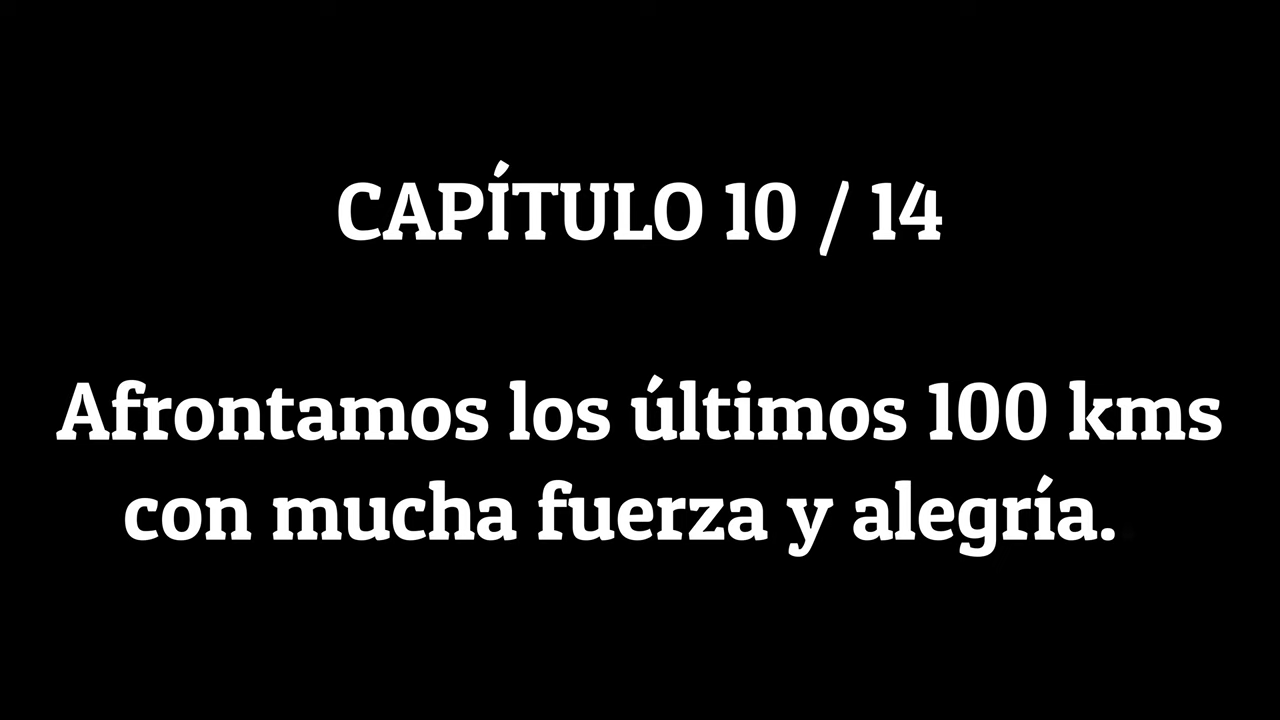 CAPÍTULO 10 / 14
Afrontamos los últimos 100 kms
con mucha fuerza y alegría.